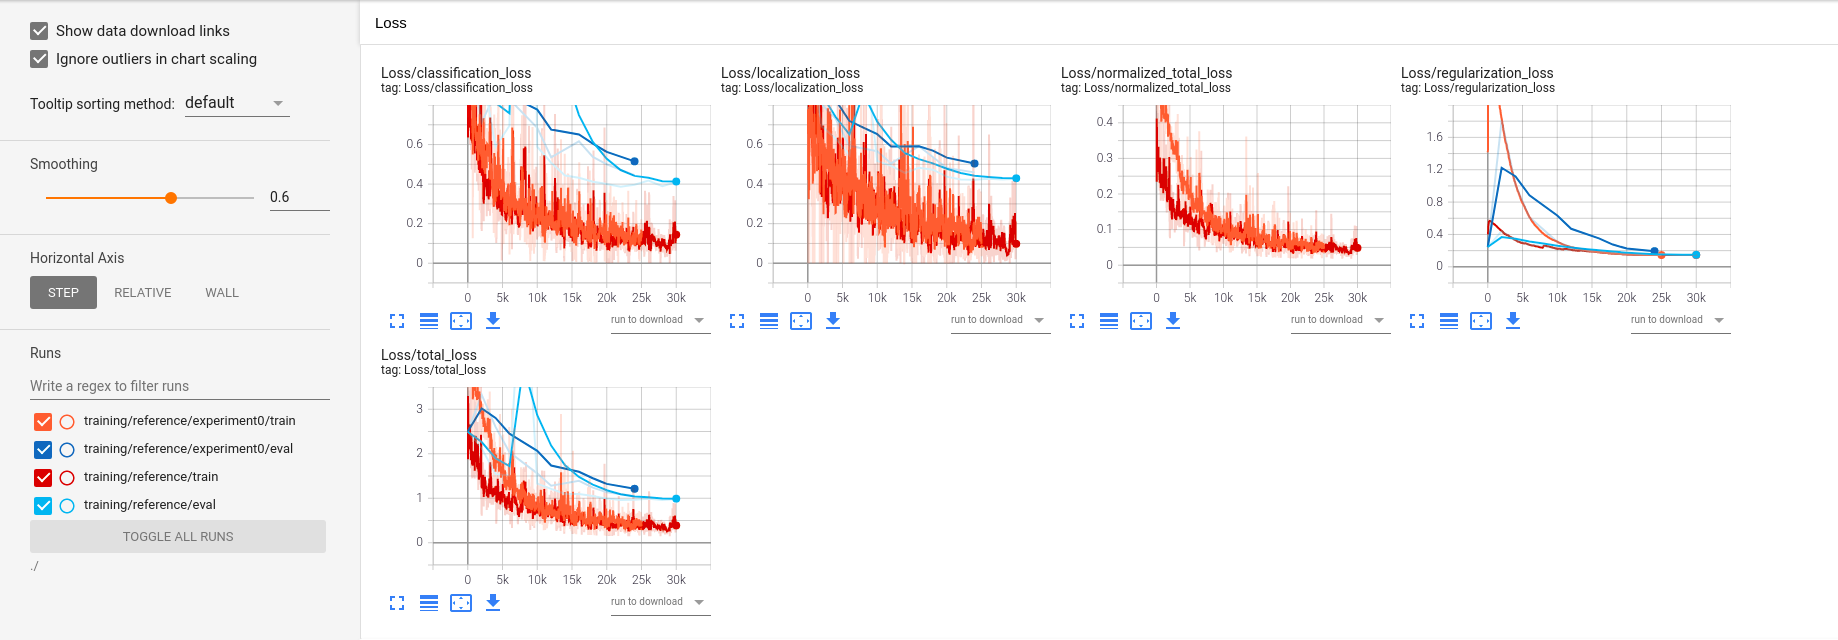 Show data download links
Ignore outliers in chart scaling
Tooltip sorting method: default
Smoothing
0.6
Horizontal Axis
STEP RELATIVE WALL
Runs
Write a regex to filter runs
training/reference/experiment0/train
training/reference/experiment0/eval
training/reference/train
training/reference/eval
TOGGLE ALL RUNS
./
Loss
Loss/classification_loss
tag: Loss/classification_loss
0.6
0.4
0.2
0
0 5k 10k 15k 20k 25k 30k
run to download
Loss/localization_loss
tag: Loss/localization_loss
0.6
0.4
0.2
0
0 5k 10k 15k 20k 25k 30k
run to download
Loss/normalized_total_loss
tag: Loss/normalized_total_loss
0.4
0.3
0.2
0.1
0
0 5k 10k 15k 20k 25k 30k
run to download
Loss/regularization_loss
tag: Loss/regularization_loss
1.6
1.2
0.8
0.4
0
0 5k 10k 15k 20k 25k 30k
run to download
Loss/total_loss
tag: Loss/total_loss
3
2
1
0
0 5k 10k 15k 20k 25k 30k
run to download